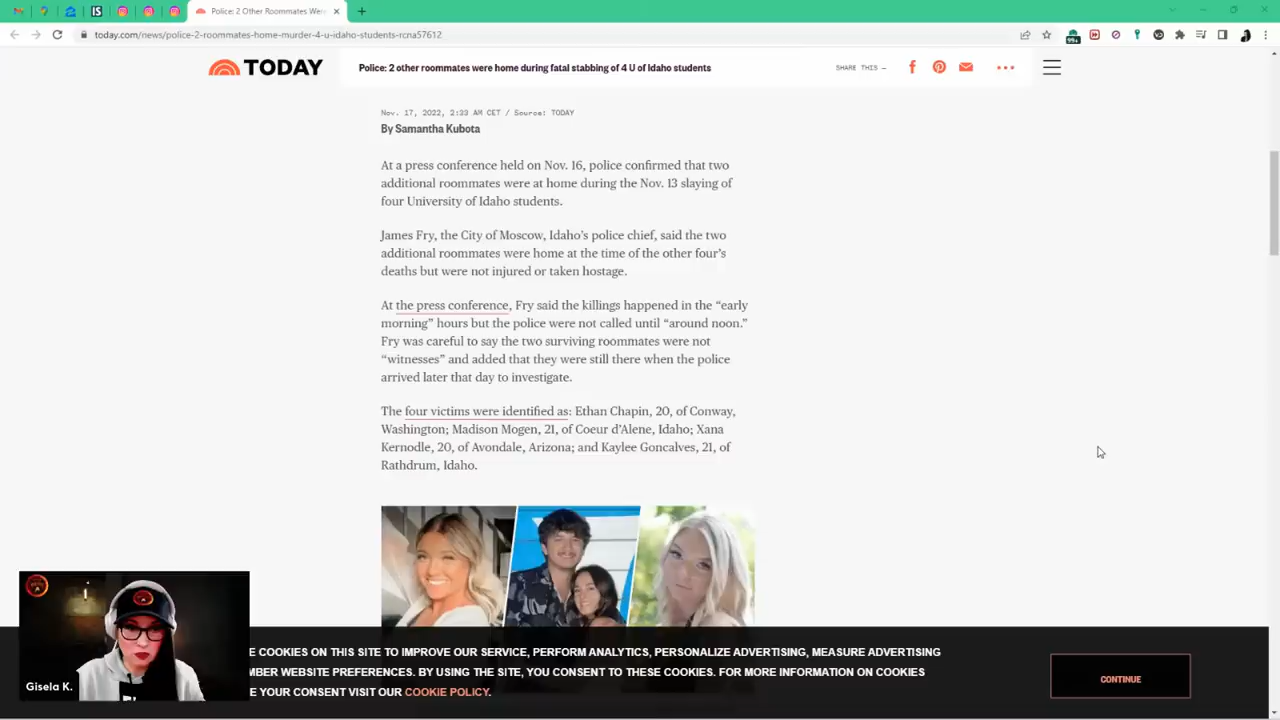 Police: 2 Other Roommates Wer
today.com/news/police-2-roommates-home-murder-4-u-idaho-students-rcna57612
TODAY
Police: 2 other roommates were home during fatal stabbing of 4 U of Idaho students
SHARE THIS —
Nov. 17, 2022, 2:33 AM CET / Source: TODAY
By Samantha Kubota
At a press conference held on Nov. 16, police confirmed that two
additional roommates were at home during the Nov. 13 slaying of
four University of Idaho students.
James Fry, the City of Moscow, Idaho’s police chief, said the two
additional roommates were home at the time of the other four’s
deaths but were not injured or taken hostage.
At the press conference, Fry said the killings happened in the “early
morning” hours but the police were not called until “around noon.”
Fry was careful to say the two surviving roommates were not
“witnesses” and added that they were still there when the police
arrived later that day to investigate.
The four victims were identified as: Ethan Chapin, 20, of Conway,
Washington; Madison Mogen, 21, of Coeur d’Alene, Idaho; Xana
Kernodle, 20, of Avondale, Arizona; and Kaylee Goncalves, 21, of
Rathdrum, Idaho.
E COOKIES ON THIS SITE TO IMPROVE OUR SERVICE, PERFORM ANALYTICS, PERSONALIZE ADVERTISING, MEASURE ADVERTISING
MBER WEBSITE PREFERENCES. BY USING THE SITE, YOU CONSENT TO THESE COOKIES. FOR MORE INFORMATION ON COOKIES
E YOUR CONSENT VISIT OUR COOKIE POLICY.
CONTINUE
Gisela K.